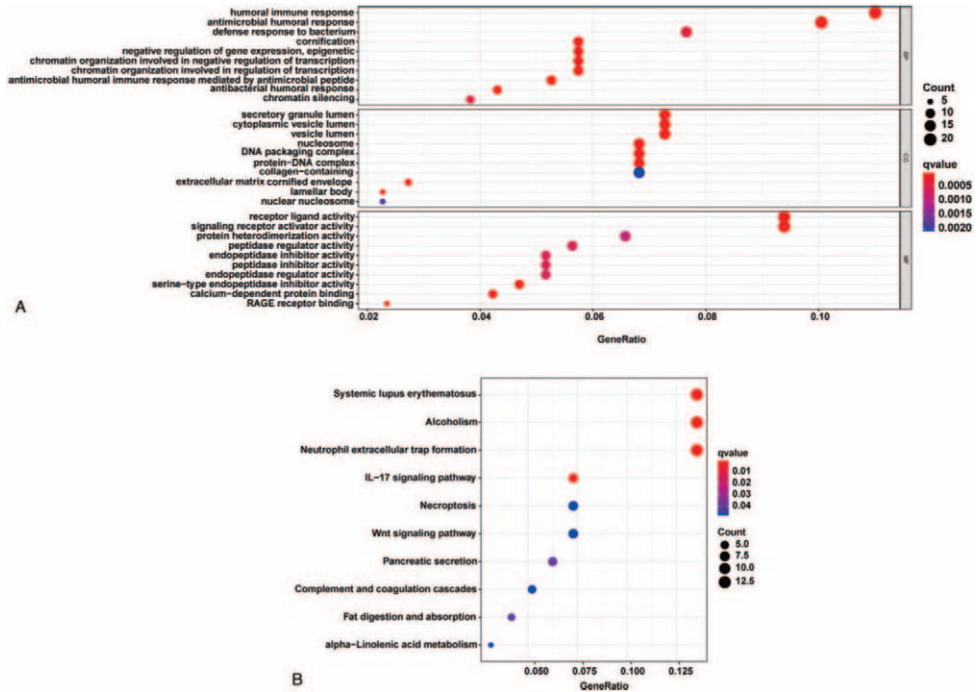 humoral immune response
antimicrobial humoral response
defense response to bacterium
cornification
negative regulation of gene expression, epigenetic
chromatin organization involved in negative regulation of transcription
chromatin organization involved in regulation of transcription
antimicrobial humoral immune response mediated by antimicrobial peptide
antibacterial humoral response
chromatin silencing
BP
secretory granule lumen
cytoplasmic vesicle lumen
vesicle lumen
nucleosome
DNA packaging complex
protein-DNA complex
collagen-containing
extracellular matrix cornified envelope
lamellar body
nuclear nucleosome
CC
receptor ligand activity
signaling receptor activator activity
protein heterodimerization activity
peptidase regulator activity
endopeptidase inhibitor activity
peptidase inhibitor activity
endopeptidase regulator activity
serine-type endopeptidase inhibitor activity
calcium-dependent protein binding
RAGE receptor binding
MF
0.02 0.04 0.06 0.08 0.10
GeneRatio
Count
5
10
15
20
qvalue
0.0005
0.0010
0.0015
0.0020
A
Systemic lupus erythematosus
Alcoholism
Neutrophil extracellular trap formation
IL-17 signaling pathway
Necroptosis
Wnt signaling pathway
Pancreatic secretion
Complement and coagulation cascades
Fat digestion and absorption
alpha-Linolenic acid metabolism
0.050 0.075 0.100 0.125
GeneRatio
qvalue
0.01
0.02
0.03
0.04
Count
5.0
7.5
10.0
12.5
B